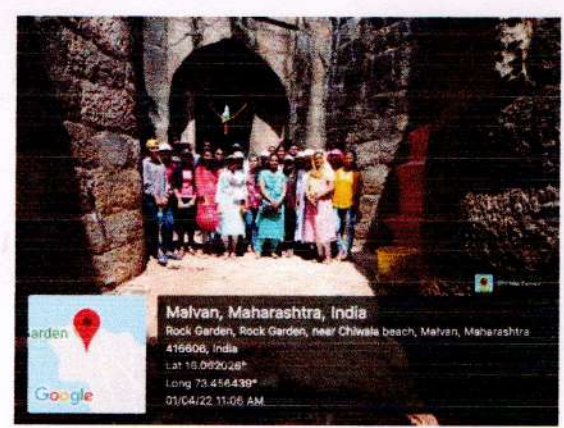 Malvan, Maharashtra, India
Rock Garden, Rock Garden, near Chiwala beach, Malvan, Maharashtra
416606, India
Lat 16.062026°
Long 73.456439°
01/04/22 11:06 AM
arden
Google